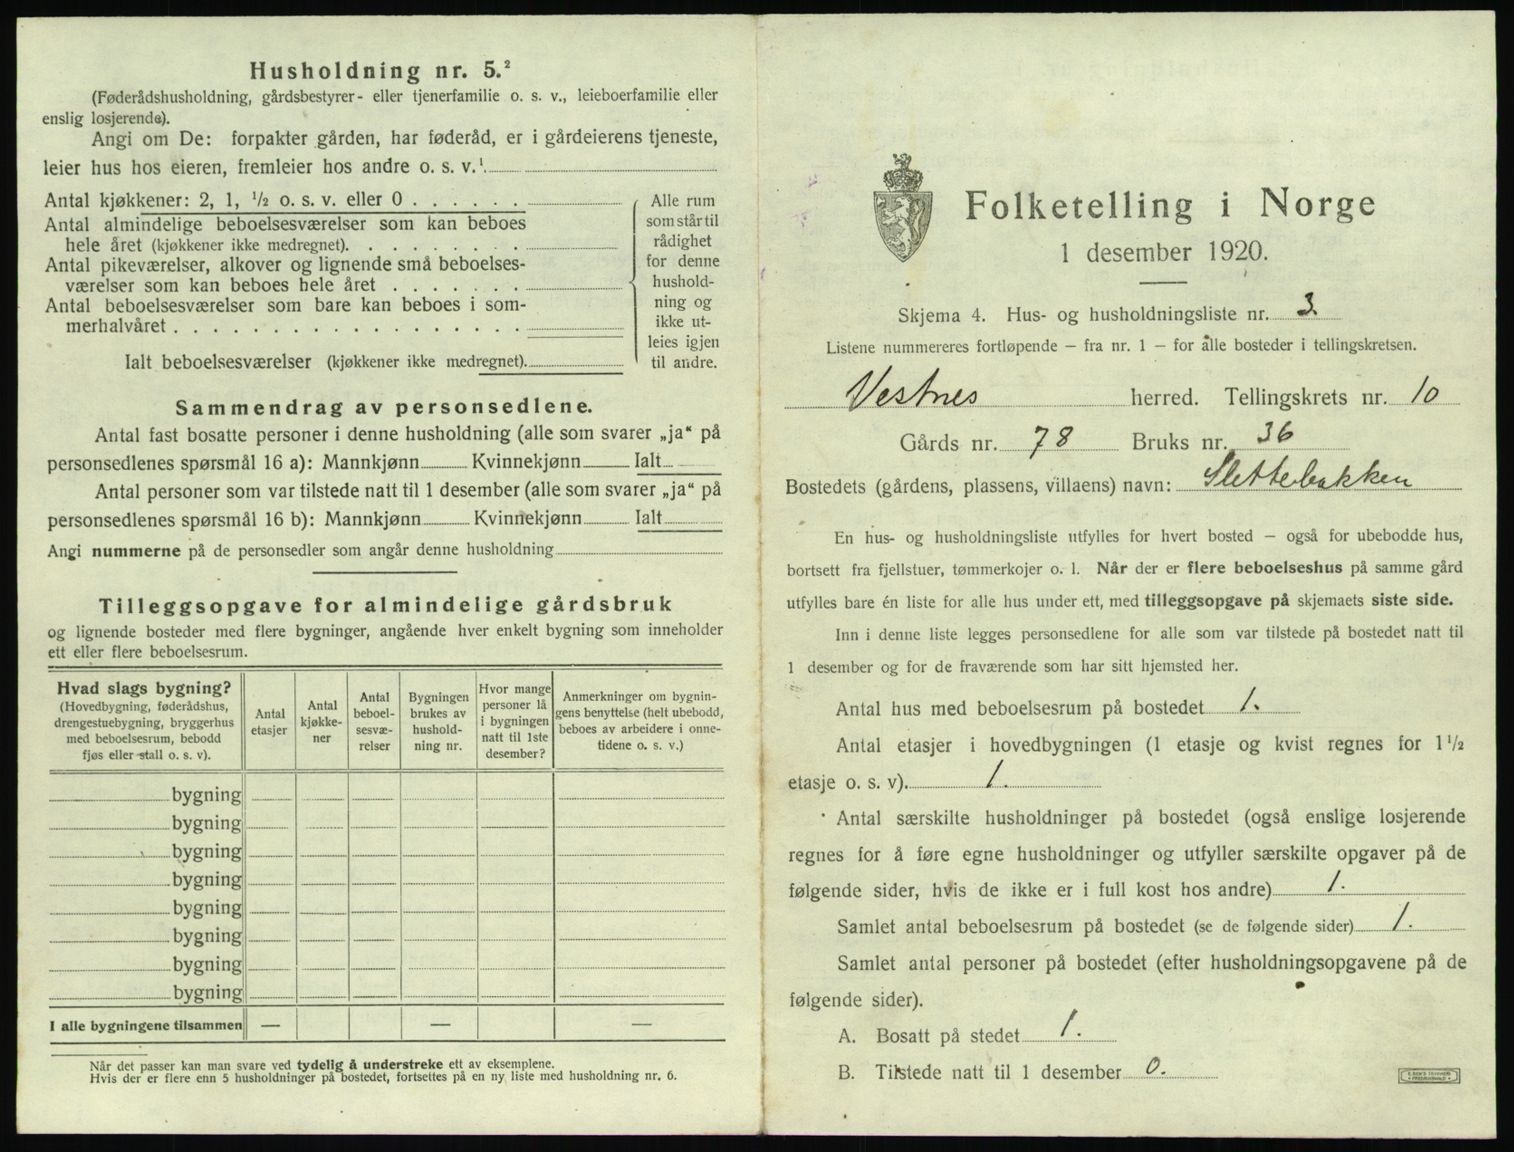 Husholdning nr. 5.²
(Føderådshusholdning, gårdsbestyrer- eller tjenerfamilie o. s. v., leieboerfamilie eller
enslig losjerende).
Angi om De: forpakter gården, har føderåd, er i gårdeierens tjeneste,
leier hus hos eieren, fremleier hos andre o. s. v.¹
Antal kjøkkener: 2, 1, ½ o. s. v. eller 0
Antal almindelige beboelsesværelser som kan beboes
hele året (kjøkkener ikke medregnet).
Antal pikeværelser, alkover og lignende små beboelses-
værelser som kan beboes hele året
Antal beboelsesværelser som bare kan beboes i som-
merhalvåret
Ialt beboelsesværelser (kjøkkener ikke medregnet).
Alle rum
som står til
rådighet
for denne
hushold-
ning og
ikke ut-
leies igjen
til andre.
Sammendrag av personsedlene.
Antal fast bosatte personer i denne husholdning (alle som svarer „ja“ på
personsedlenes spørsmål 16 a): Mannkjønn Kvinnekjønn Ialt
Antal personer som var tilstede natt til 1 desember (alle som svarer „ja“ på
personsedlenes spørsmål 16 b): Mannkjønn Kvinnekjønn Ialt
Angi nummerne på de personsedler som angår denne husholdning
Tilleggsopgave for almindelige gårdsbruk
og lignende bosteder med flere bygninger, angående hver enkelt bygning som inneholder
ett eller flere beboelsesrum.
Hvad slags bygning?
(Hovedbygning, føderådshus,
drengestuebygning, bryggerhus
med beboelsesrum, bebodd
fjøs eller stall o. s. v).
Antal
etasjer
Antal
kjøkke-
ner
Antal
beboel-
sesvæ-
relser
Bygningen
brukes av
hushold-
ning nr.
Hvor mange
personer lå
i bygningen
natt til 1ste
desember?
Anmerkninger om bygnin-
gens benyttelse (helt ubebodd,
beboes av arbeidere i onne-
tidene o. s. v.)
bygning
bygning
bygning
bygning
bygning
bygning
bygning
bygning
I alle bygningene tilsammen — — —
Når det passer kan man svare ved tydelig å understreke ett av eksemplene.
Hvis der er flere enn 5 husholdninger på bostedet, fortsettes på en ny liste med husholdning nr. 6.
Folketelling i Norge
1 desember 1920.
Skjema 4. Hus- og husholdningsliste nr. 3.
Listene nummereres fortløpende — fra nr. 1 — for alle bosteder i tellingskretsen.
Vestnes herred. Tellingskrets nr. 10
Gårds nr. 78 Bruks nr. 36
Bostedets (gårdens, plassens, villaens) navn: Slettebakken
En hus- og husholdningsliste utfylles for hvert bosted — også for ubebodde hus,
bortsett fra fjellstuer, tømmerkojer o. l. Når der er flere beboelseshus på samme gård
utfylles bare én liste for alle hus under ett, med tilleggsopgave på skjemaets siste side.
Inn i denne liste legges personsedlene for alle som var tilstede på bostedet natt til
1 desember og for de fraværende som har sitt hjemsted her.
Antal hus med beboelsesrum på bostedet 1.
Antal etasjer i hovedbygningen (1 etasje og kvist regnes for 1½
etasje o. s. v). 1.
Antal særskilte husholdninger på bostedet (også enslige losjerende
regnes for å føre egne husholdninger og utfyller særskilte opgaver på de
følgende sider, hvis de ikke er i full kost hos andre) 1.
Samlet antal beboelsesrum på bostedet (se de følgende sider) 1.
Samlet antal personer på bostedet (efter husholdningsopgavene på de
følgende sider).
A. Bosatt på stedet 1.
B. Tilstede natt til 1 desember 0.